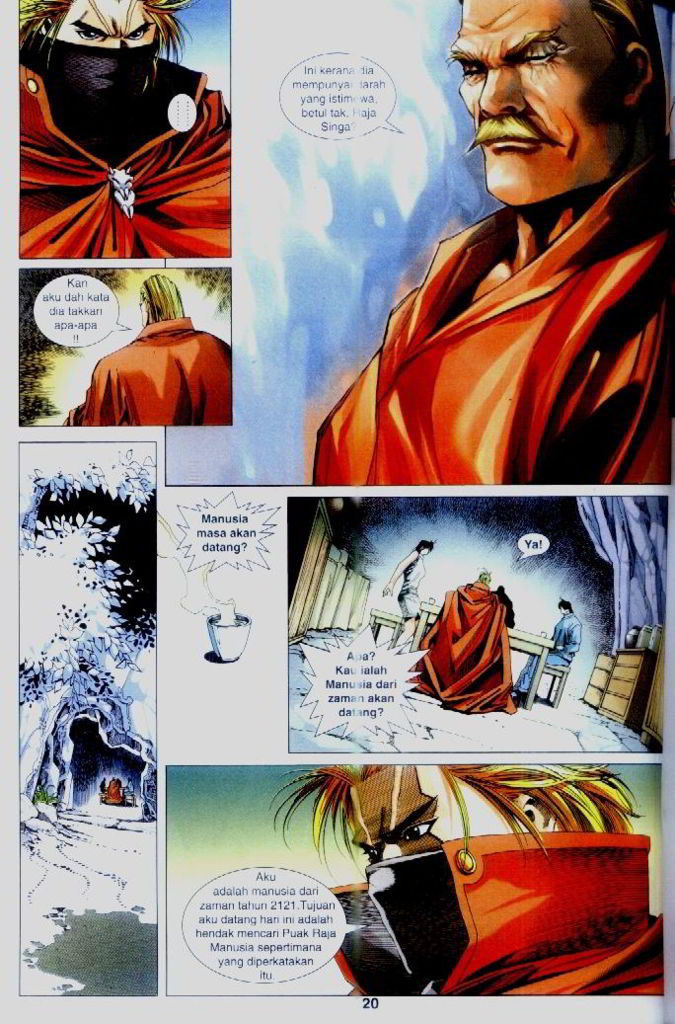 Ini kerana dia
mempunyai darah
yang istimewa,
betul tak, Raja
Singa?
Kan
aku dah kata
dia takkan
apa-apa
!!
Manusia
masa akan
datang?
Ya!
Apa?
Kau ialah
Manusia dari
zaman akan
datang?
Aku
adalah manusia dari
zaman tahun 2121.Tujuan
aku datang hari ini adalah
hendak mencari Puak Raja
Manusia sepertimana
yang diperkatakan
itu.
20